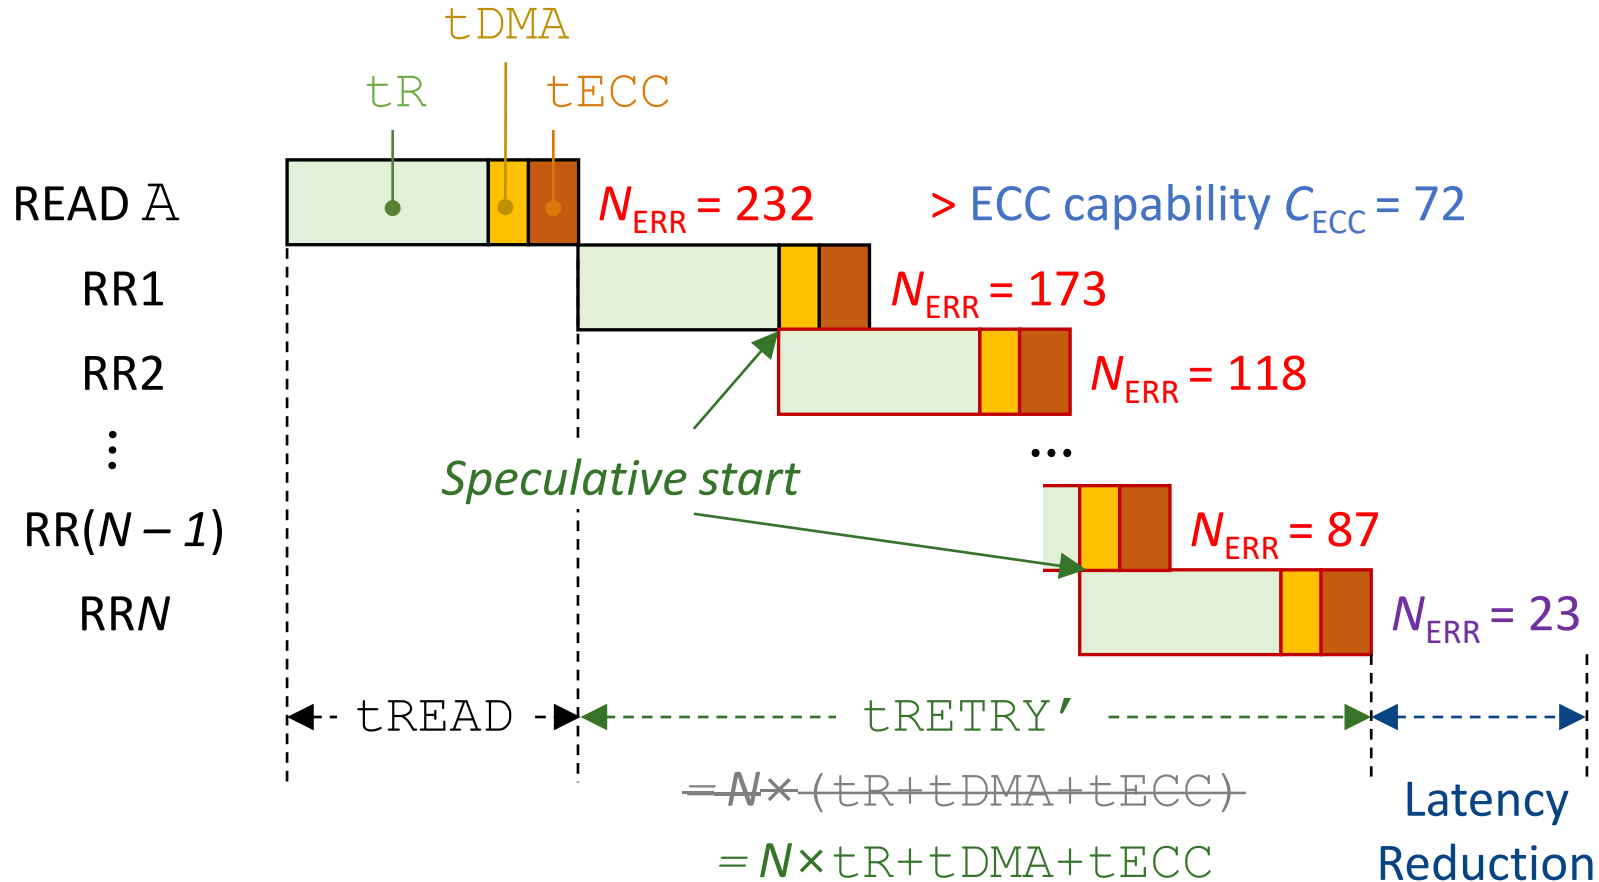 tDMA
tR
tECC
READ A
N_ERR = 232
> ECC capability C_ECC = 72
RR1
N_ERR = 173
RR2
N_ERR = 118
⋮
...
Speculative start
RR(N – 1)
N_ERR = 87
RRN
N_ERR = 23
tREAD
tRETRY′
= N×(tR+tDMA+tECC)
= N×tR+tDMA+tECC
Latency
Reduction